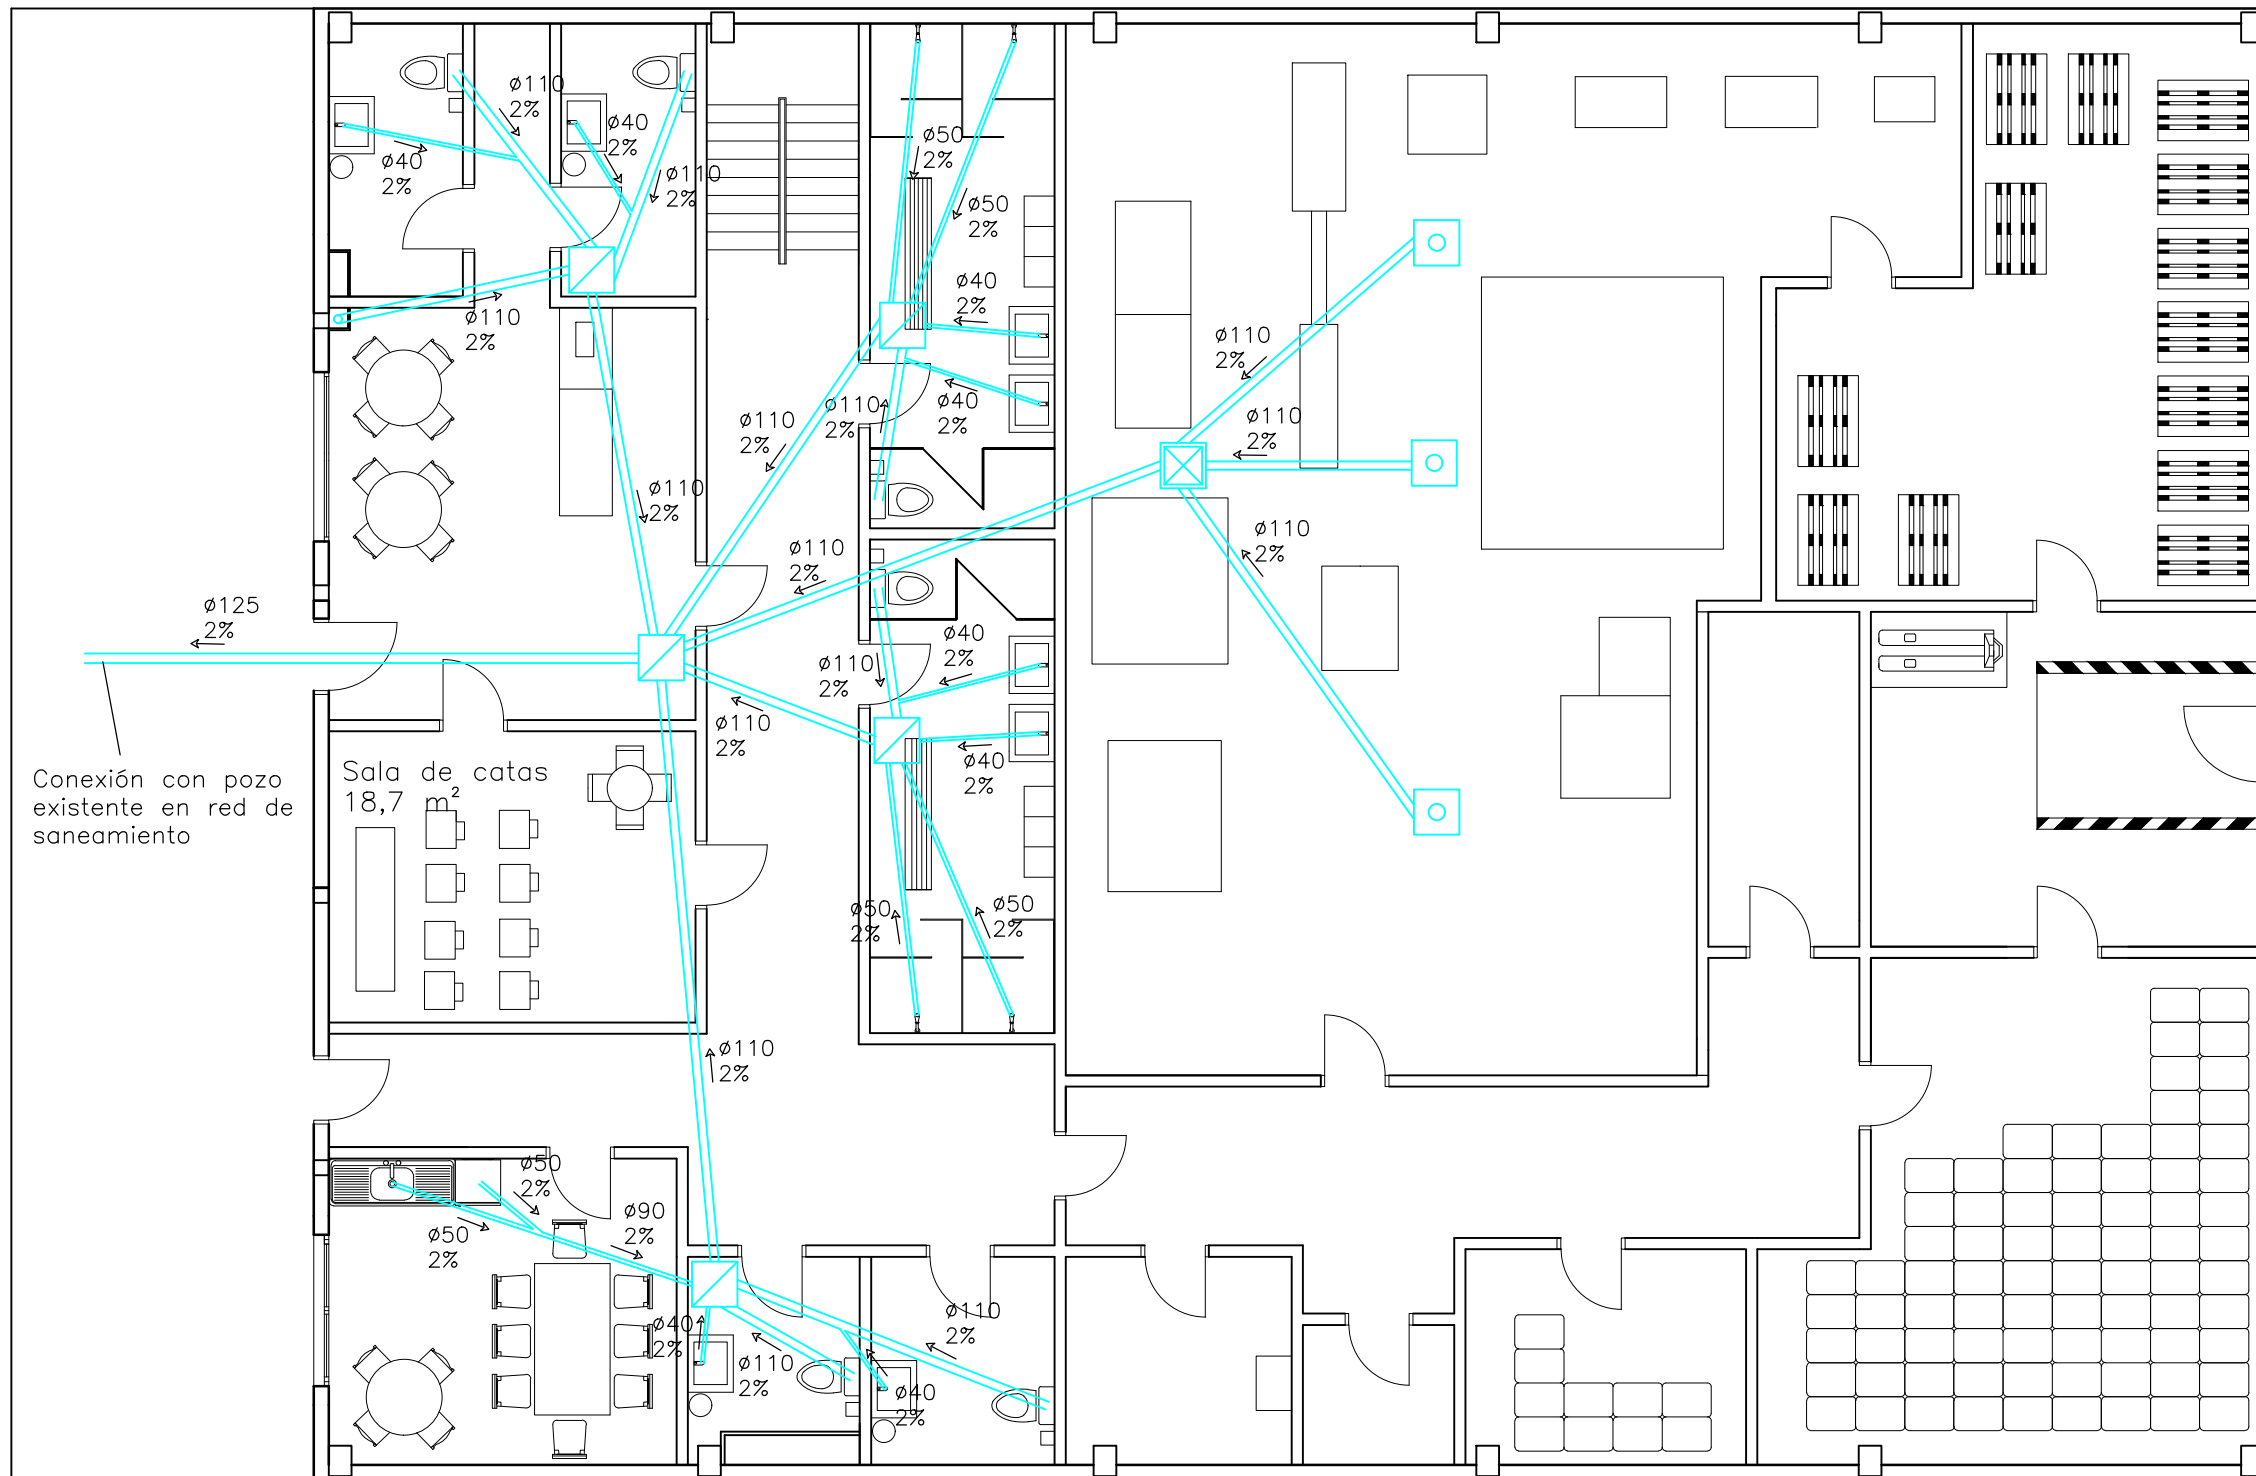 ø110
2%
ø40
2%
ø40
2%
ø110
2%
ø50
2%
ø50
2%
ø40
2%
ø110
2%
ø110
2%
ø110
2%
ø40
2%
ø110
2%
ø110
2%
ø110
2%
ø110
2%
ø110
2%
ø125
2%
ø40
2%
ø110
2%
ø110
2%
ø40
2%
Conexión con pozo
existente en red de
saneamiento
Sala de catas
18,7 m²
ø50
2%
ø50
2%
ø110
2%
ø50
2%
ø50
2%
ø90
2%
ø40
2%
ø110
2%
ø110
2%
ø40
2%